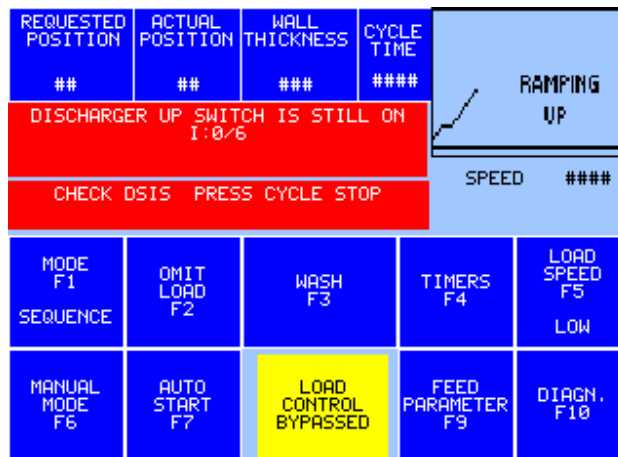 REQUESTED POSITION
##
ACTUAL POSITION
##
WALL THICKNESS
###
CYCLE TIME
####
RAMPING
UP
DISCHARGER UP SWITCH IS STILL ON
I:0/6
SPEED ####
CHECK DSIS PRESS CYCLE STOP
MODE
F1
SEQUENCE
OMIT
LOAD
F2
WASH
F3
TIMERS
F4
LOAD
SPEED
F5
LOW
MANUAL
MODE
F6
AUTO
START
F7
LOAD
CONTROL
BYPASSED
FEED
PARAMETER
F9
DIAGN.
F10